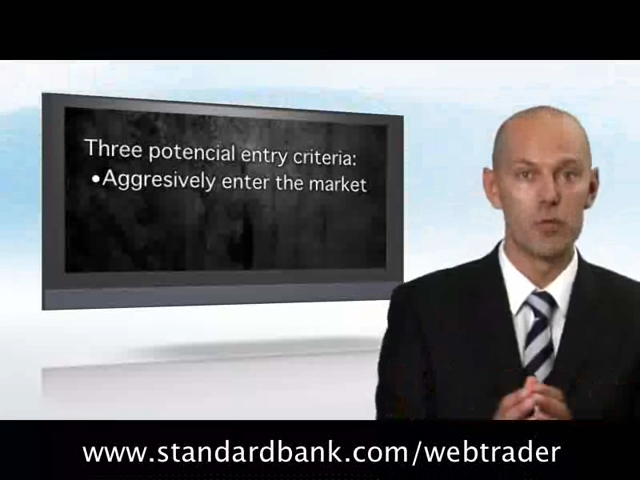 Three potencial entry criteria:
•Aggresively enter the market
www.standardbank.com/webtrader